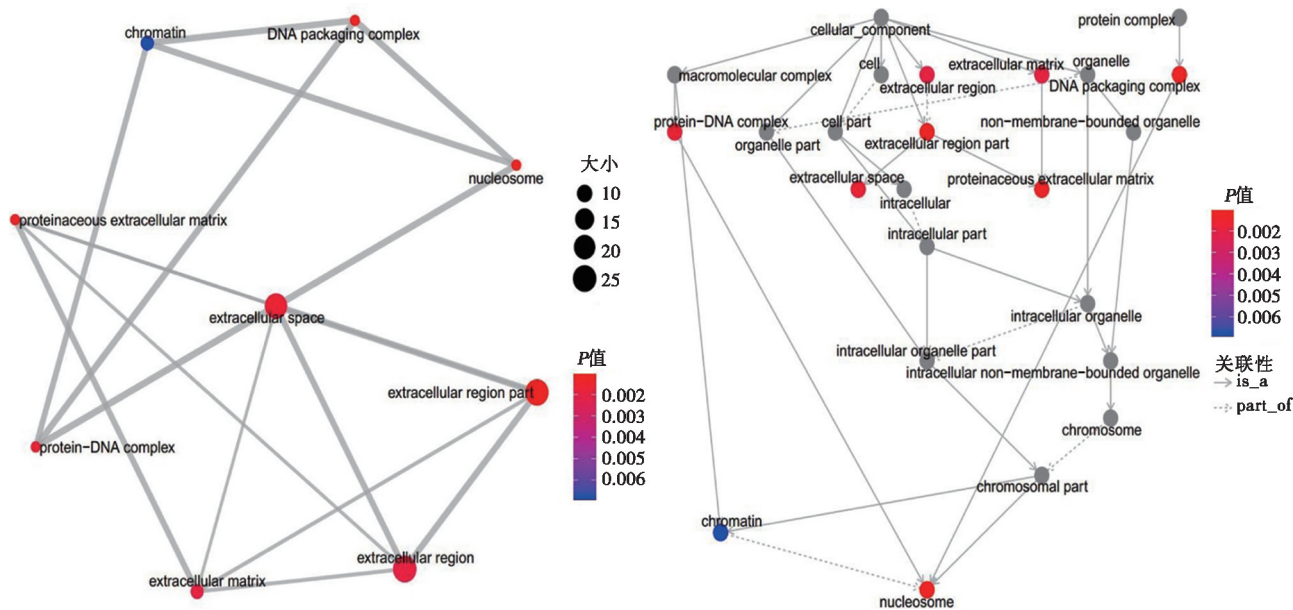 chromatin
DNA packaging complex
nucleosome
proteinaceous extracellular matrix
extracellular space
extracellular region part
protein-DNA complex
extracellular region
extracellular matrix
大小
10
15
20
25
P值
0.002
0.003
0.004
0.005
0.006
cellular_component
protein complex
macromolecular complex
cell
extracellular region
extracellular matrix
organelle
DNA packaging complex
protein-DNA complex
organelle part
cell part
extracellular region part
non-membrane-bounded organelle
extracellular space
intracellular
proteinaceous extracellular matrix
intracellular part
intracellular organelle
intracellular organelle part
intracellular non-membrane-bounded organelle
chromosome
chromosomal part
chromatin
nucleosome
P值
0.002
0.003
0.004
0.005
0.006
关联性
is_a
part_of